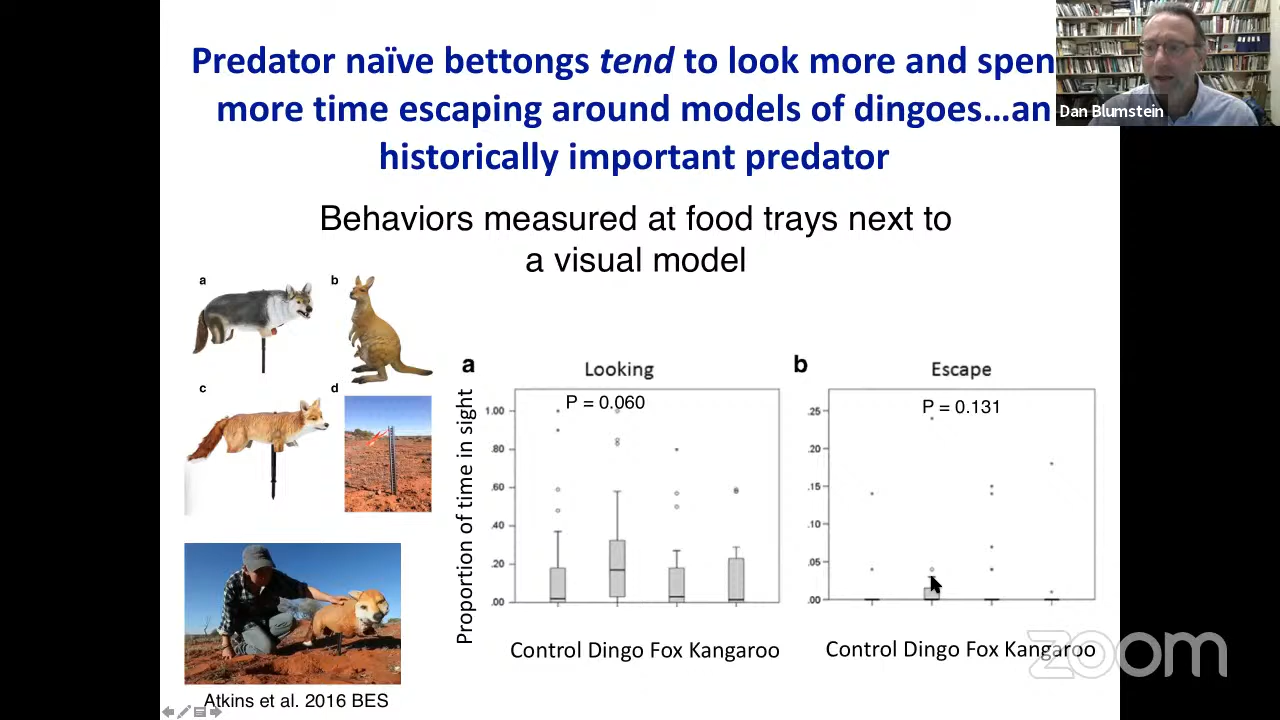 Predator naïve bettongs tend to look more and spen
more time escaping around models of dingoes…an
historically important predator
Dan Blumstein
Behaviors measured at food trays next to
a visual model
a
b
c
d
a
Looking
P = 0.060
Proportion of time in sight
1.00
.80
.60
.40
.20
.00
Control Dingo Fox Kangaroo
b
Escape
P = 0.131
.25
.20
.15
.10
.05
.00
Control Dingo Fox Kangaroo
Atkins et al. 2016 BES
zoom